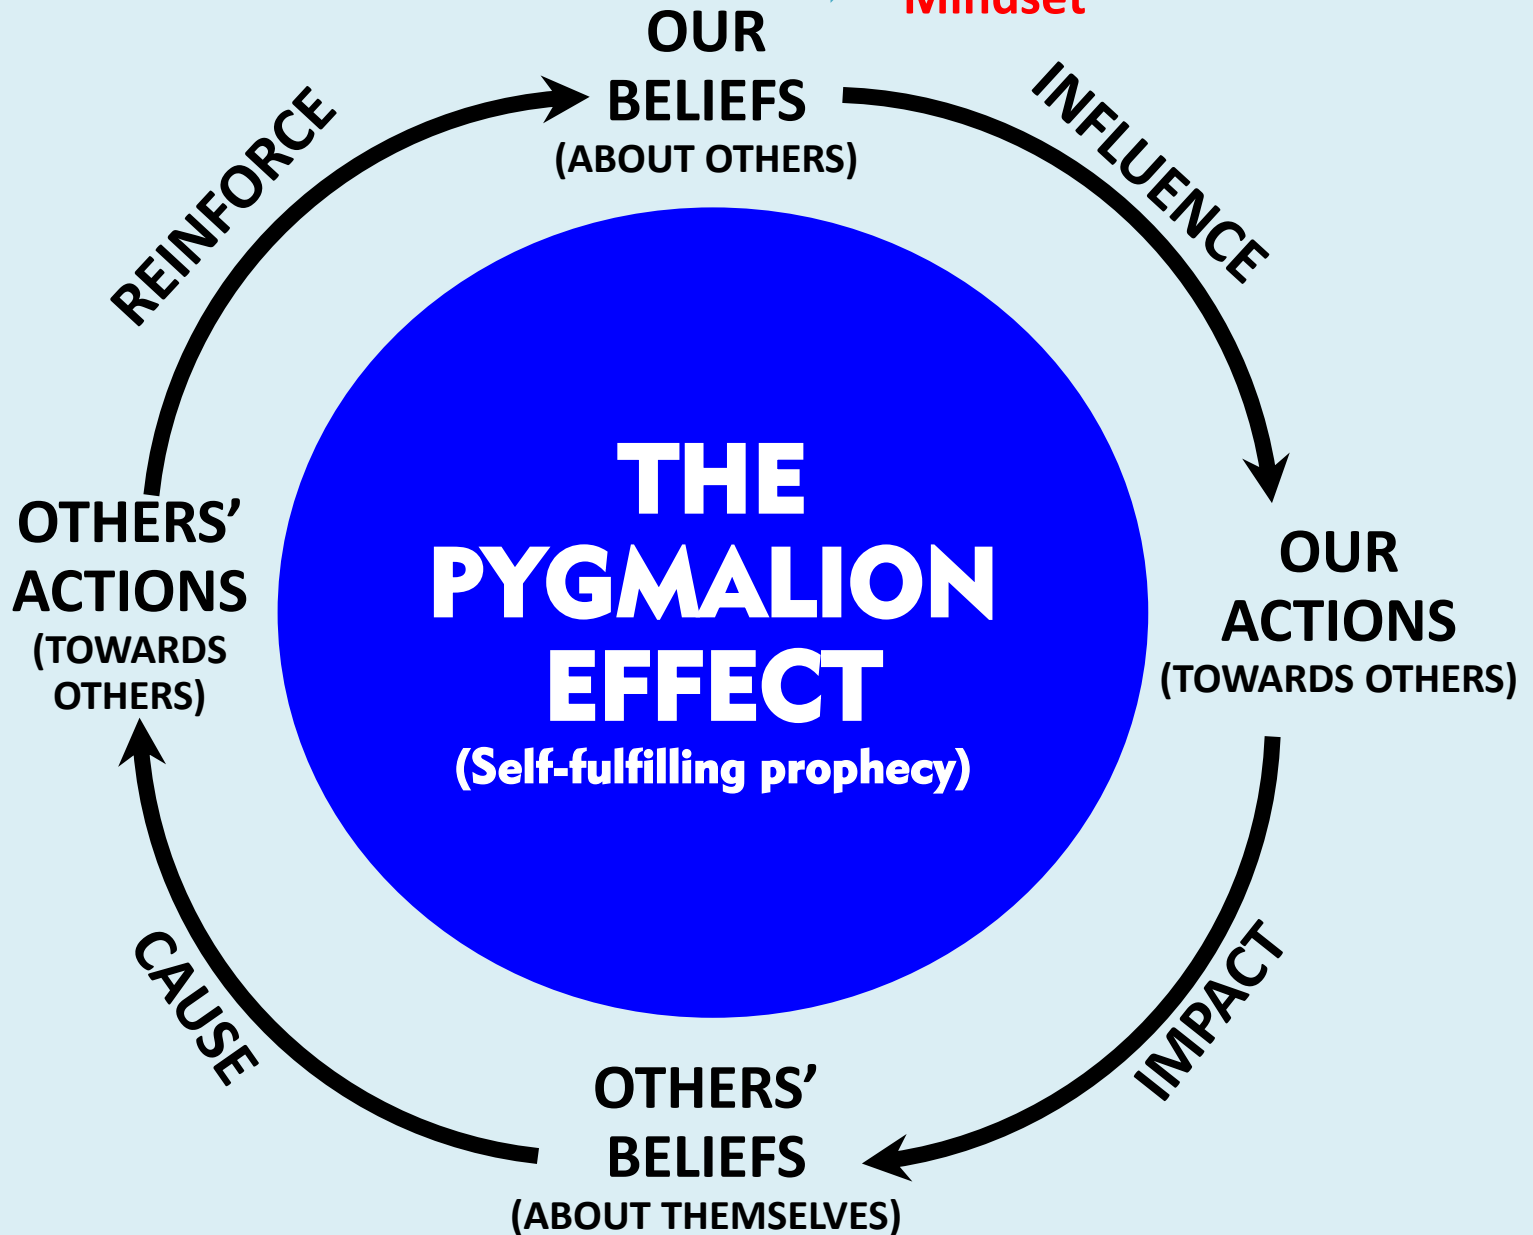 Mindset
OUR
BELIEFS
(ABOUT OTHERS)
INFLUENCE
OUR
ACTIONS
(TOWARDS OTHERS)
IMPACT
OTHERS’
BELIEFS
(ABOUT THEMSELVES)
CAUSE
OTHERS’
ACTIONS
(TOWARDS
OTHERS)
REINFORCE
THE
PYGMALION
EFFECT
(Self-fulfilling prophecy)